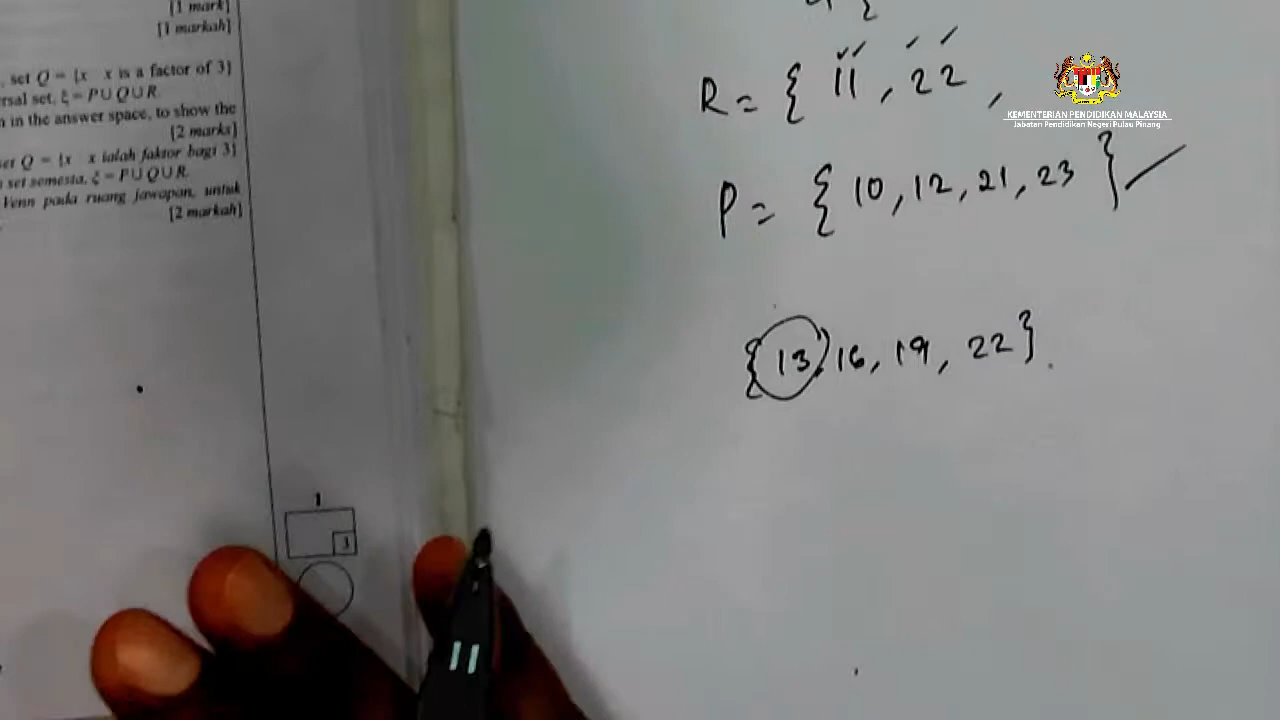 [1 mark]
[1 markah]
, set Q = {x x is a factor of 3}
rsal set, ξ = P∪Q∪R.
n in the answer space, to show the
[2 marks]
set Q = {x x ialah faktor bagi 3}
set semesta, ξ = P∪Q∪R.
Venn pada ruang jawapan, untuk
[2 markah]
1
3
R = { 11 , 22 ,
KEMENTERIAN PENDIDIKAN MALAYSIA
Jabatan Pendidikan Negeri Pulau Pinang
P = { 10, 12, 21, 23 }
{ 13, 16, 19, 22 }.